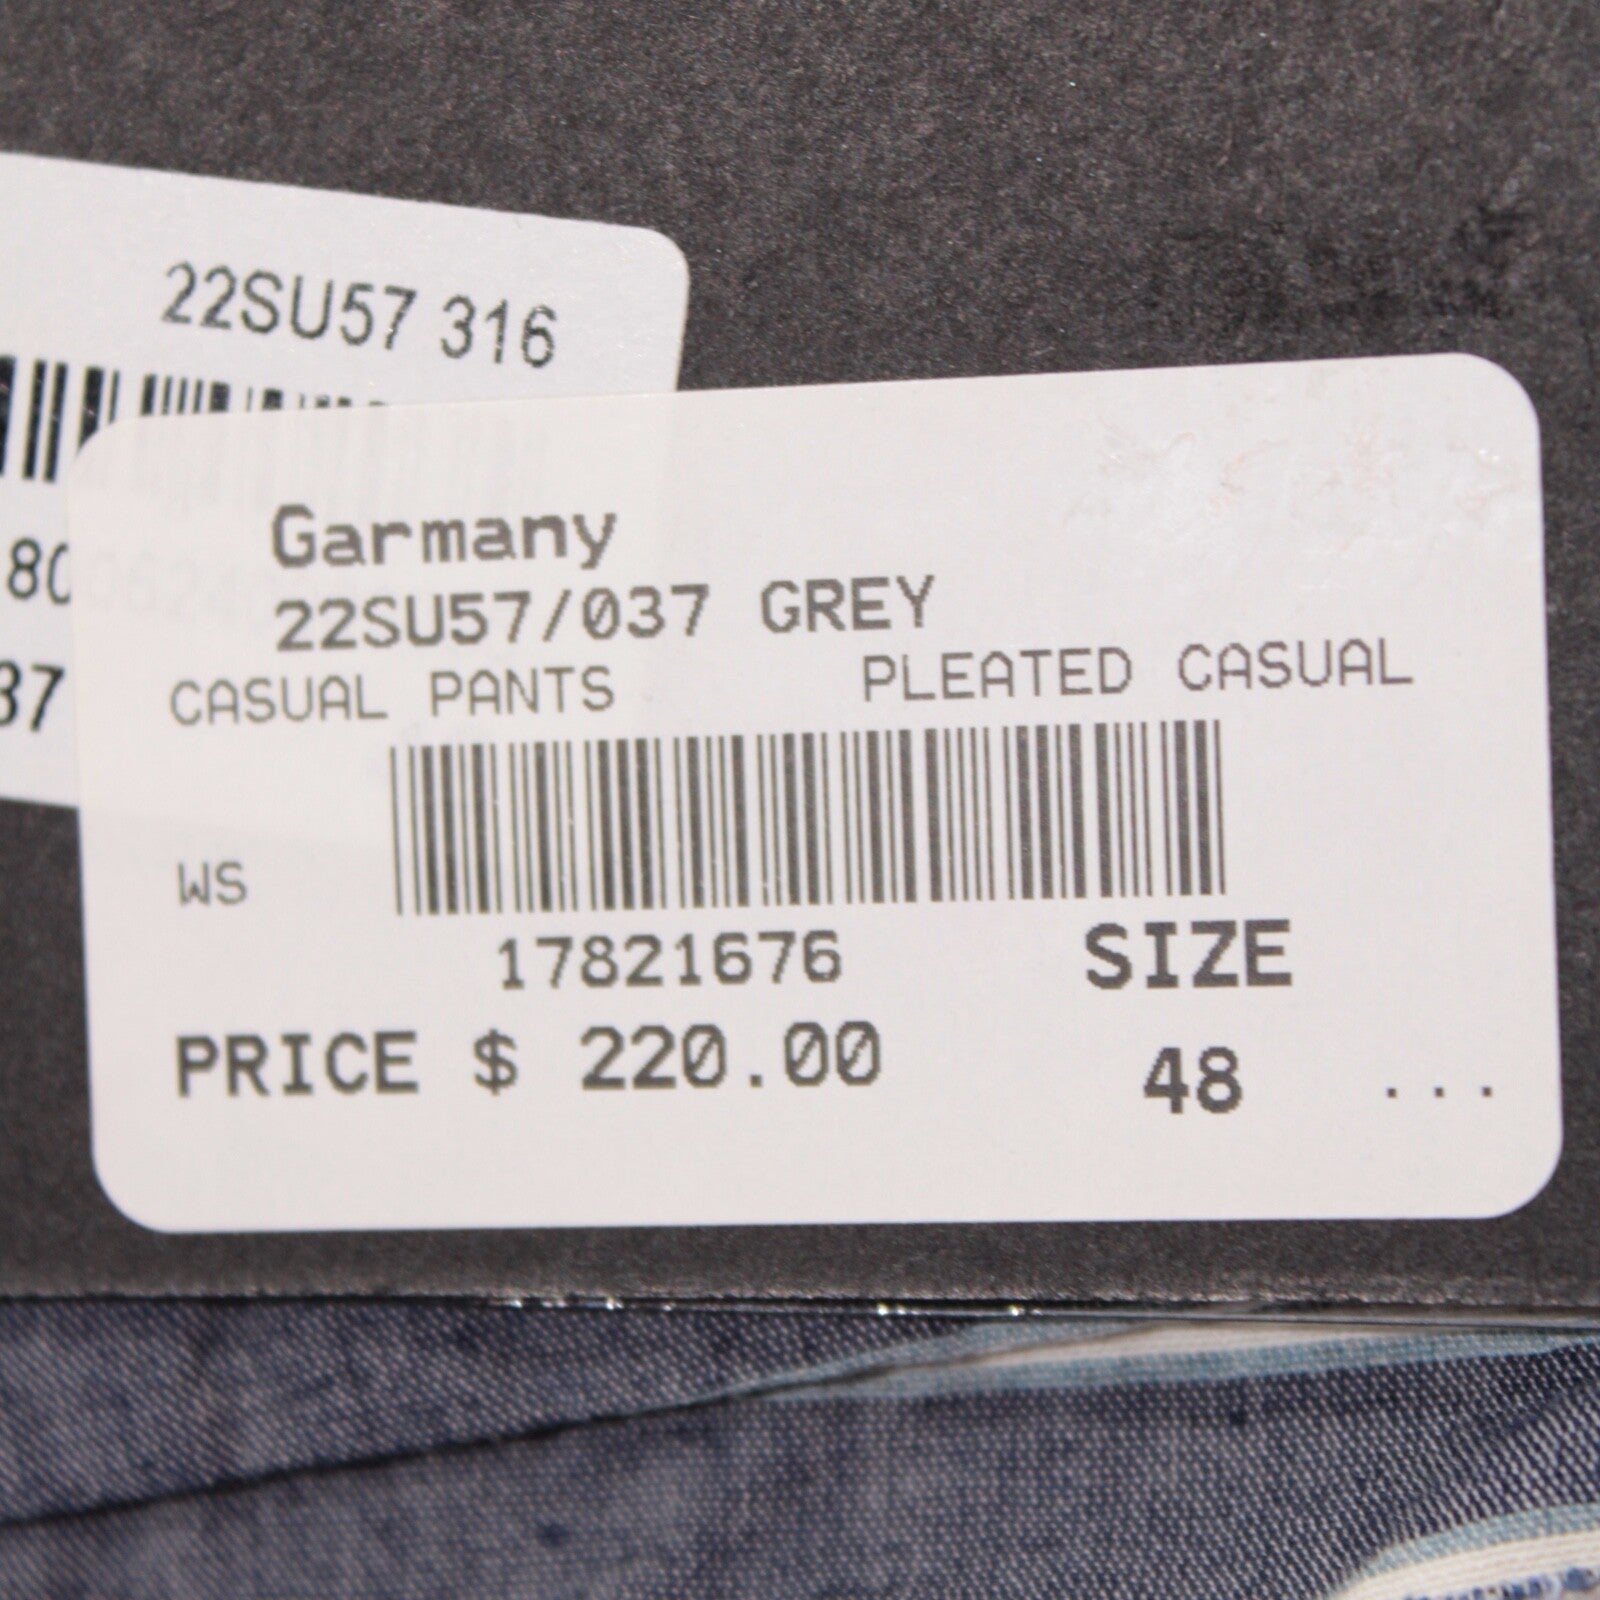 22SU57 316
80
37
Garmany
22SU57/037 GREY
CASUAL PANTS PLEATED CASUAL
WS
17821676 SIZE
PRICE $ 220.00 48 ...